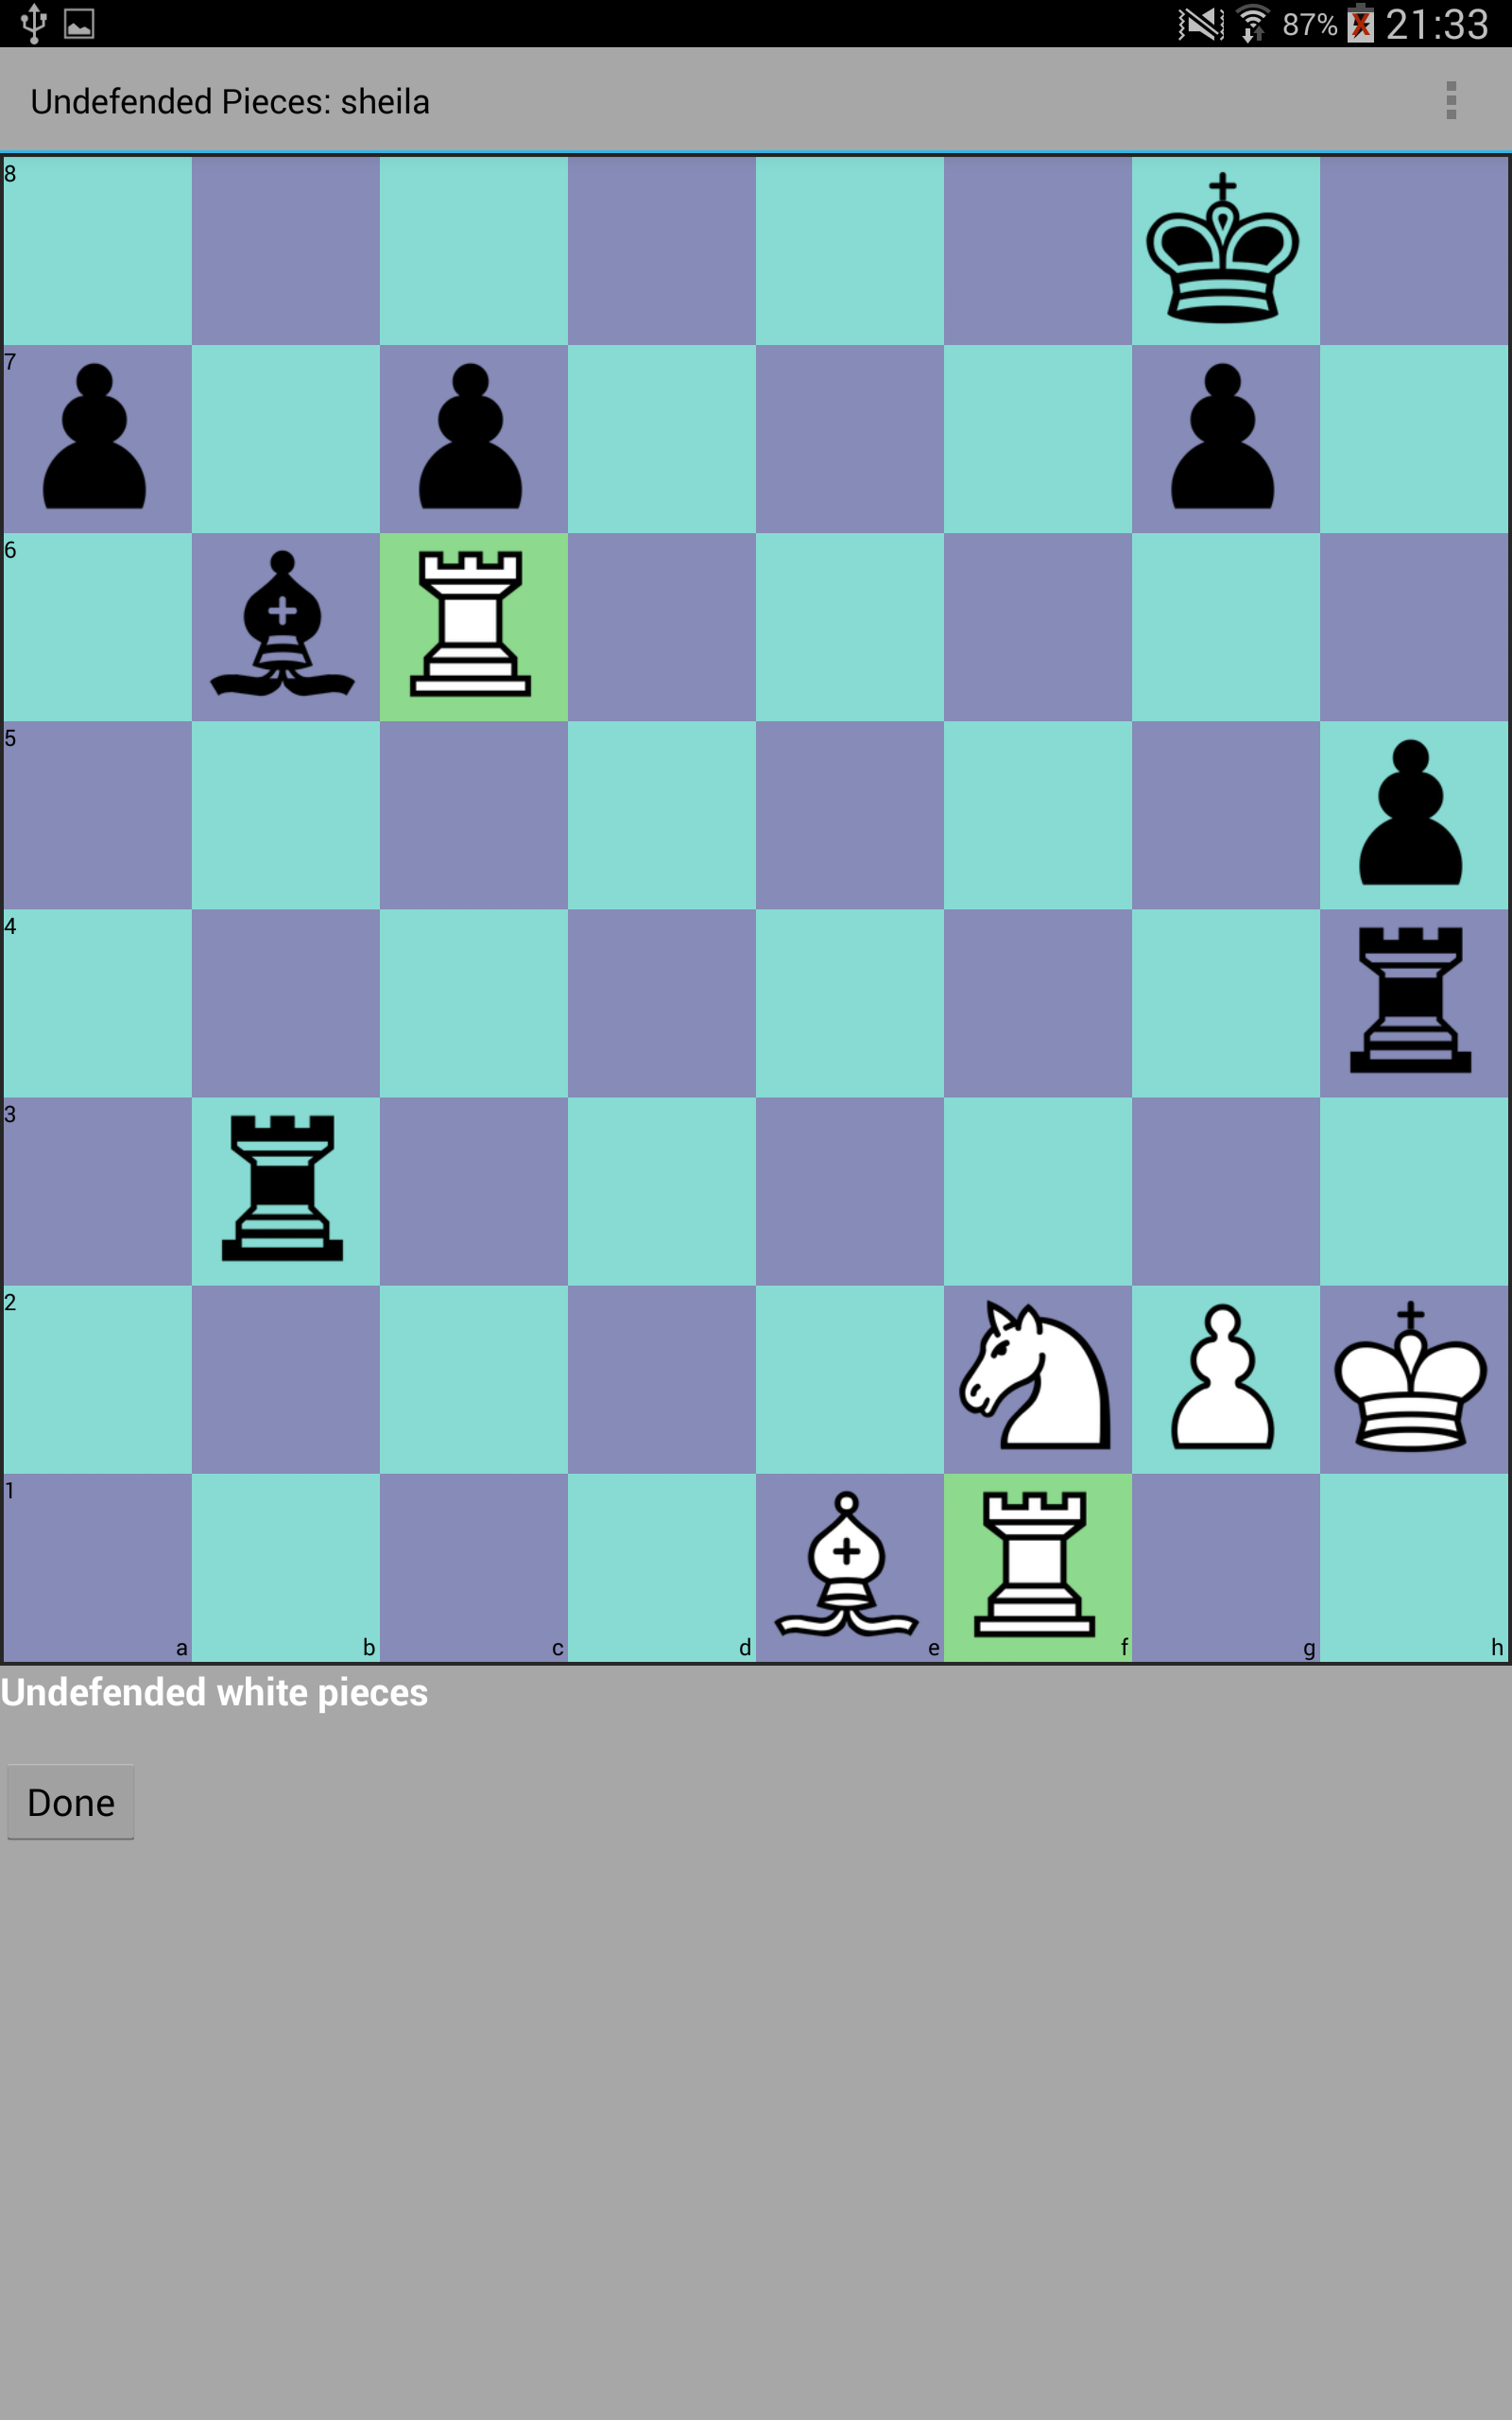 87% 21:33
Undefended Pieces: sheila
8
7
6
5
4
3
2
1
a b c d e f g h
Undefended white pieces
Done